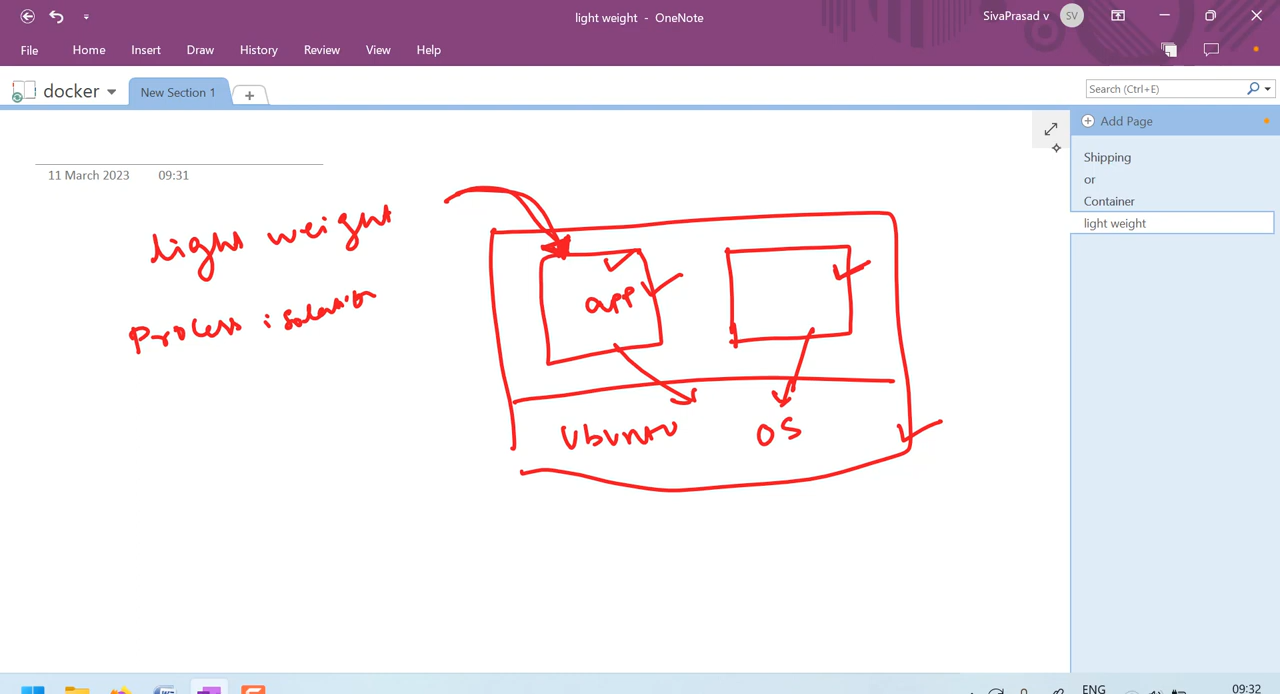 light weight - OneNote
SivaPrasad v SV
File Home Insert Draw History Review View Help
docker New Section 1
Search (Ctrl+E)
Add Page
11 March 2023 09:31
Shipping
or
Container
light weight
Light weight
Process isolation
app
Ubuntu OS
ENG
09:32